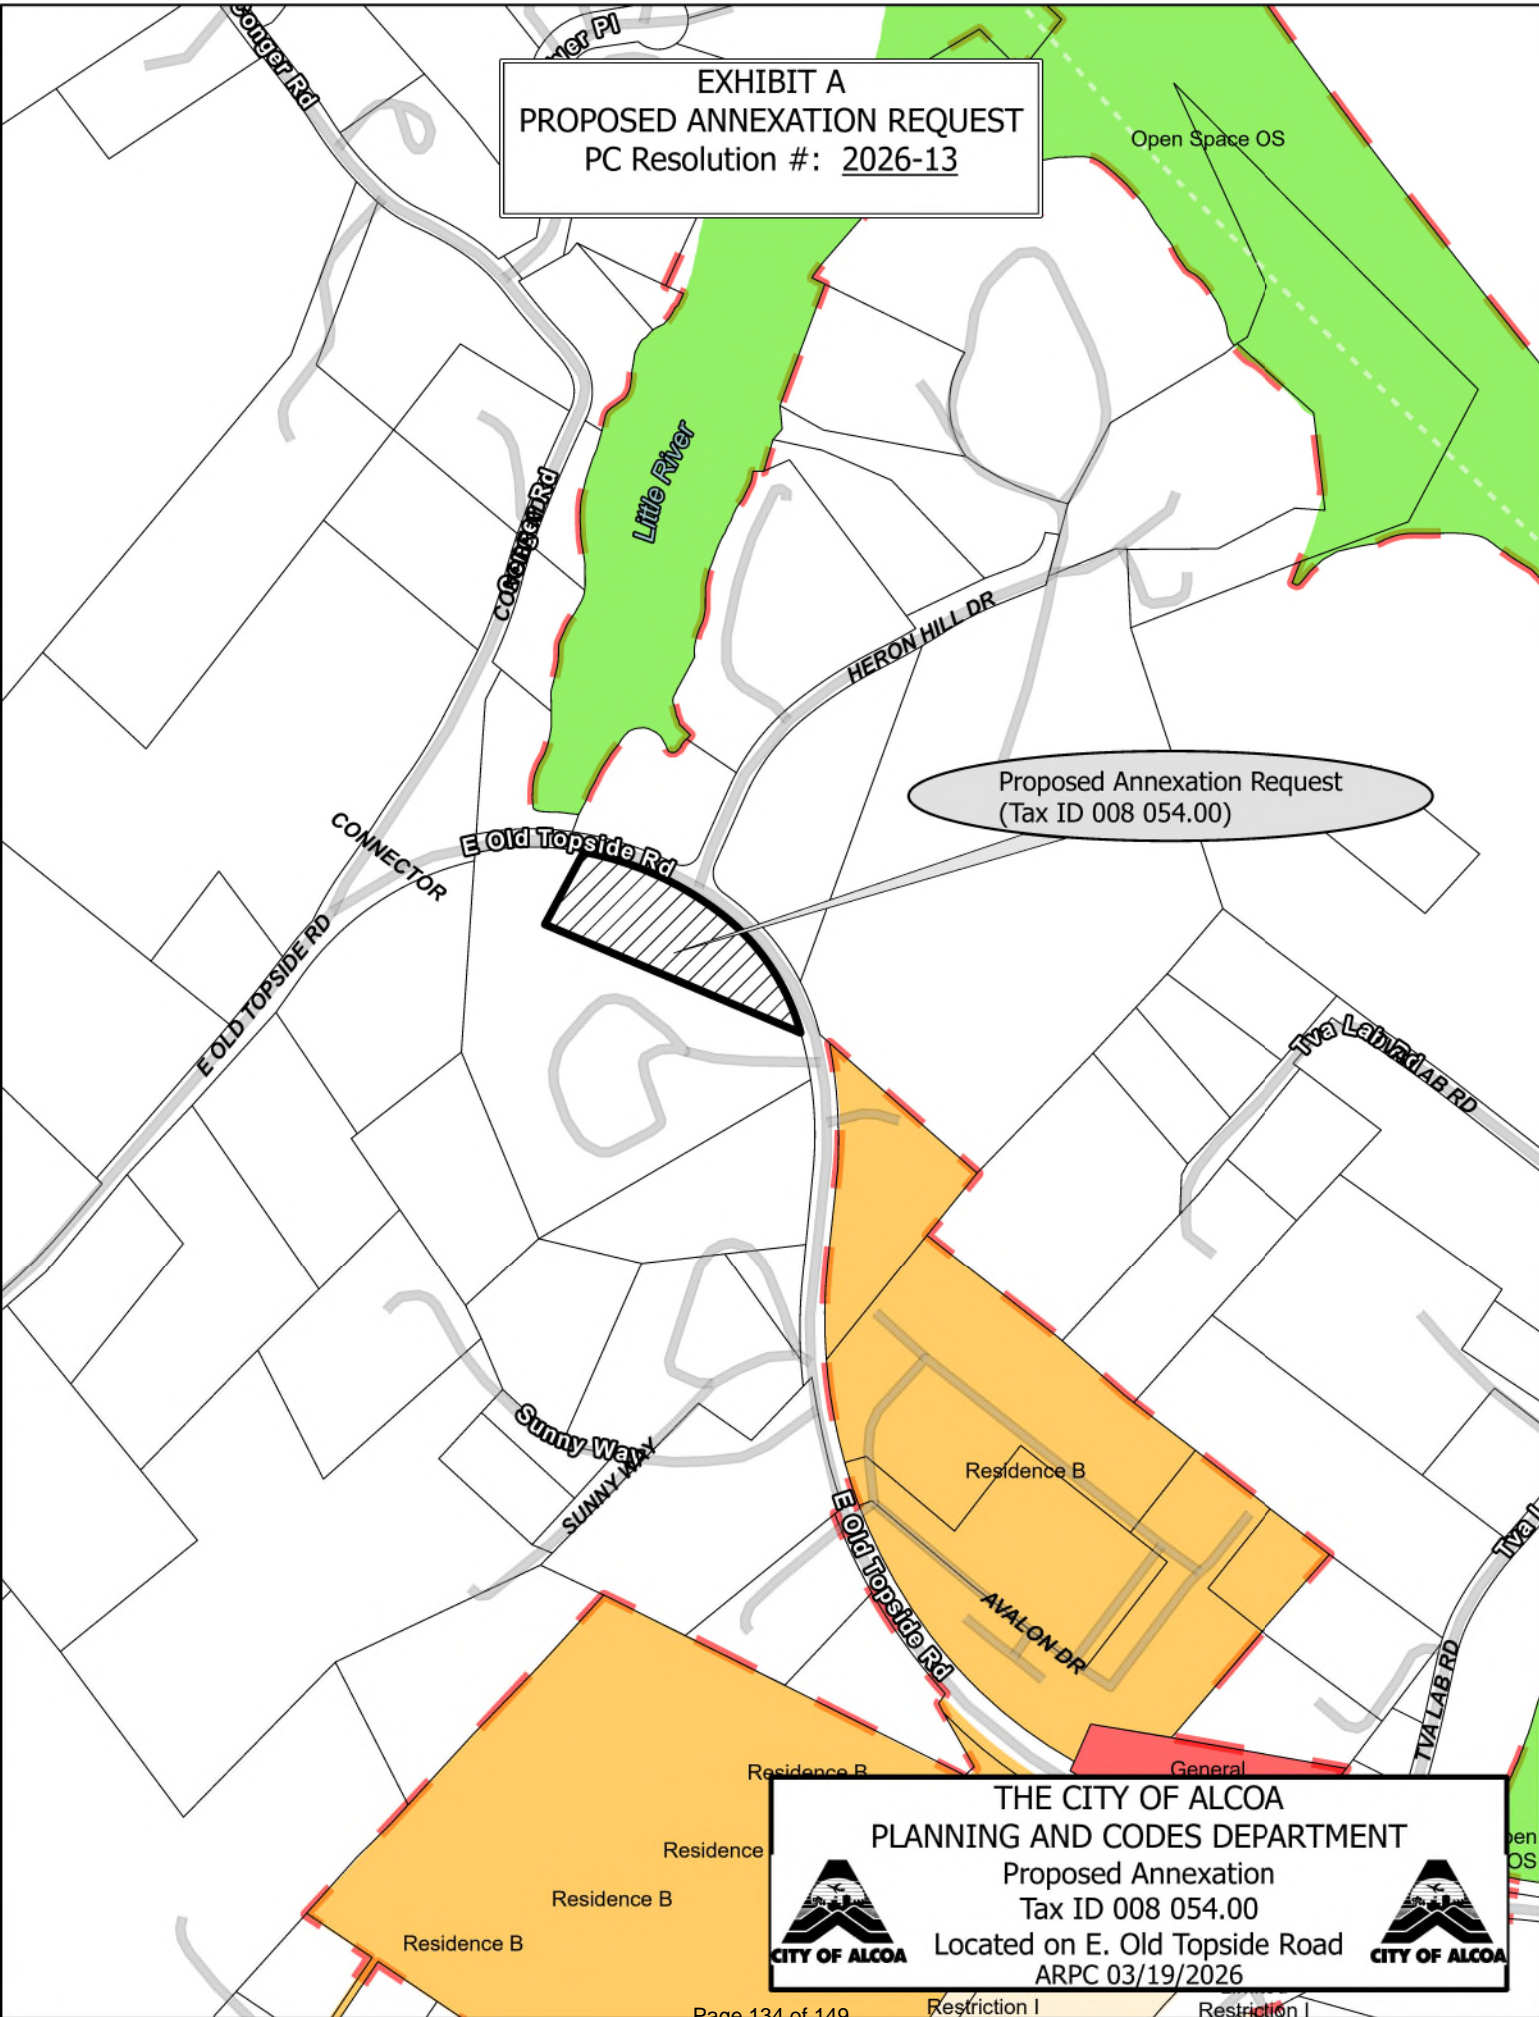 Conger Rd
EXHIBIT A
PROPOSED ANNEXATION REQUEST
PC Resolution #: 2026-13
Open Space OS
Little River
HERON HILL DR
Proposed Annexation Request
(Tax ID 008 054.00)
CONNECTOR
E Old Topside Rd
E OLD TOPSIDE RD
Tva Lab Rd
LAB RD
Sunny Way
SUNNY WAY
Residence B
E Old Topside Rd
AVALON DR
TVA LAB RD
Residence B
General
Residence
Residence B
Residence B
THE CITY OF ALCOA
PLANNING AND CODES DEPARTMENT
Proposed Annexation
Tax ID 008 054.00
Located on E. Old Topside Road
ARPC 03/19/2026
CITY OF ALCOA
CITY OF ALCOA
OS
Restriction I
Restriction I
Page 134 of 149